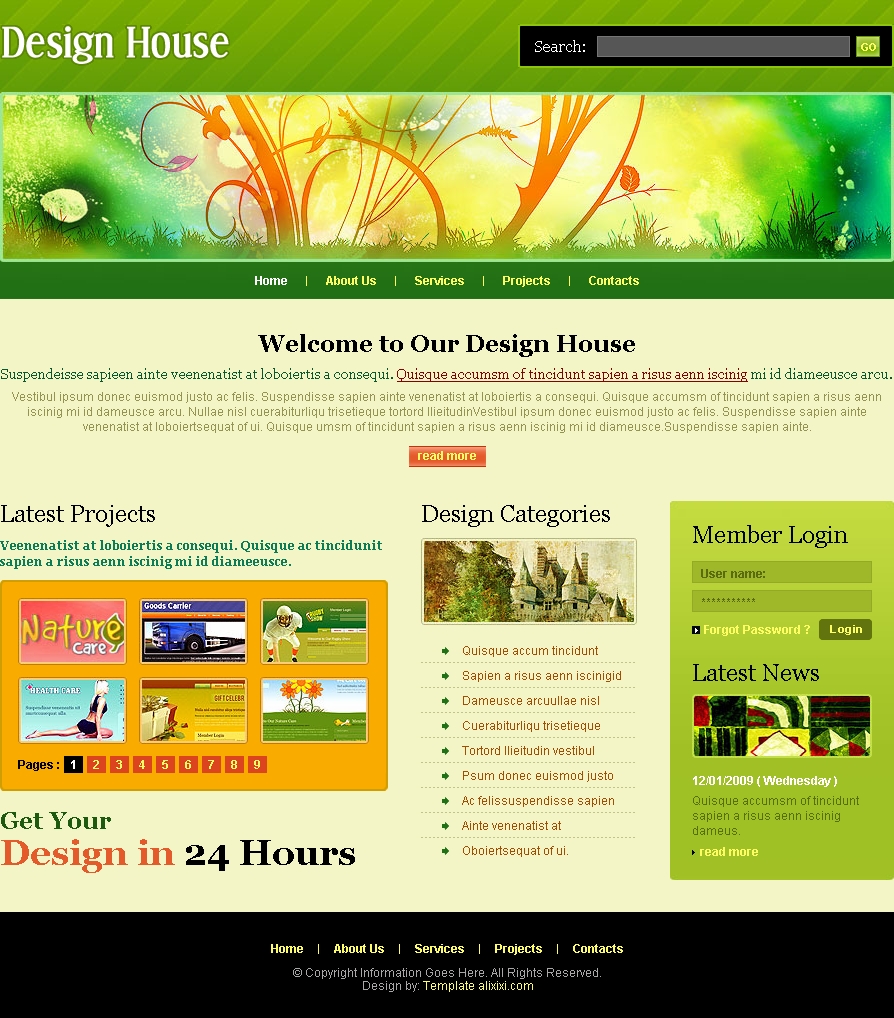 Design House
Search:
GO
Home | About Us | Services | Projects | Contacts
Welcome to Our Design House
Suspendeisse sapieen ainte veenenatist at loboiertis a consequi. Quisque accumsm of tincidunt sapien a risus aenn iscinig mi id diameeusce arcu.
Vestibul ipsum donec euismod justo ac felis. Suspendisse sapien ainte venenatist at loboiertis a consequi. Quisque accumsm of tincidunt sapien a risus aenn
iscinig mi id dameusce arcu. Nullae nisl cuerabiturliqu trisetieque tortord IlieitudinVestibul ipsum donec euismod justo ac felis. Suspendisse sapien ainte
venenatist at loboiertsequat of ui. Quisque umsm of tincidunt sapien a risus aenn iscinig mi id diameusce.Suspendisse sapien ainte.
read more
Latest Projects
Veenenatist at loboiertis a consequi. Quisque ac tincidunit
sapien a risus aenn iscinig mi id diameeusce.
Nature
Care
Goods Carrier
HEALTH CARE
GIFTCELEBR
Member Login
Pages : 1 2 3 4 5 6 7 8 9
Get Your
Design in 24 Hours
Design Categories
Quisque accum tincidunt
Sapien a risus aenn iscinigid
Dameusce arcuullae nisl
Cuerabiturliqu trisetieque
Tortord Ilieitudin vestibul
Psum donec euismod justo
Ac felissuspendisse sapien
Ainte venenatist at
Oboiertsequat of ui.
Member Login
User name:
***********
Forgot Password ?
Login
Latest News
12/01/2009 ( Wednesday )
Quisque accumsm of tincidunt
sapien a risus aenn iscinig
dameus.
read more
Home | About Us | Services | Projects | Contacts
© Copyright Information Goes Here. All Rights Reserved.
Design by: Template alixixi.com